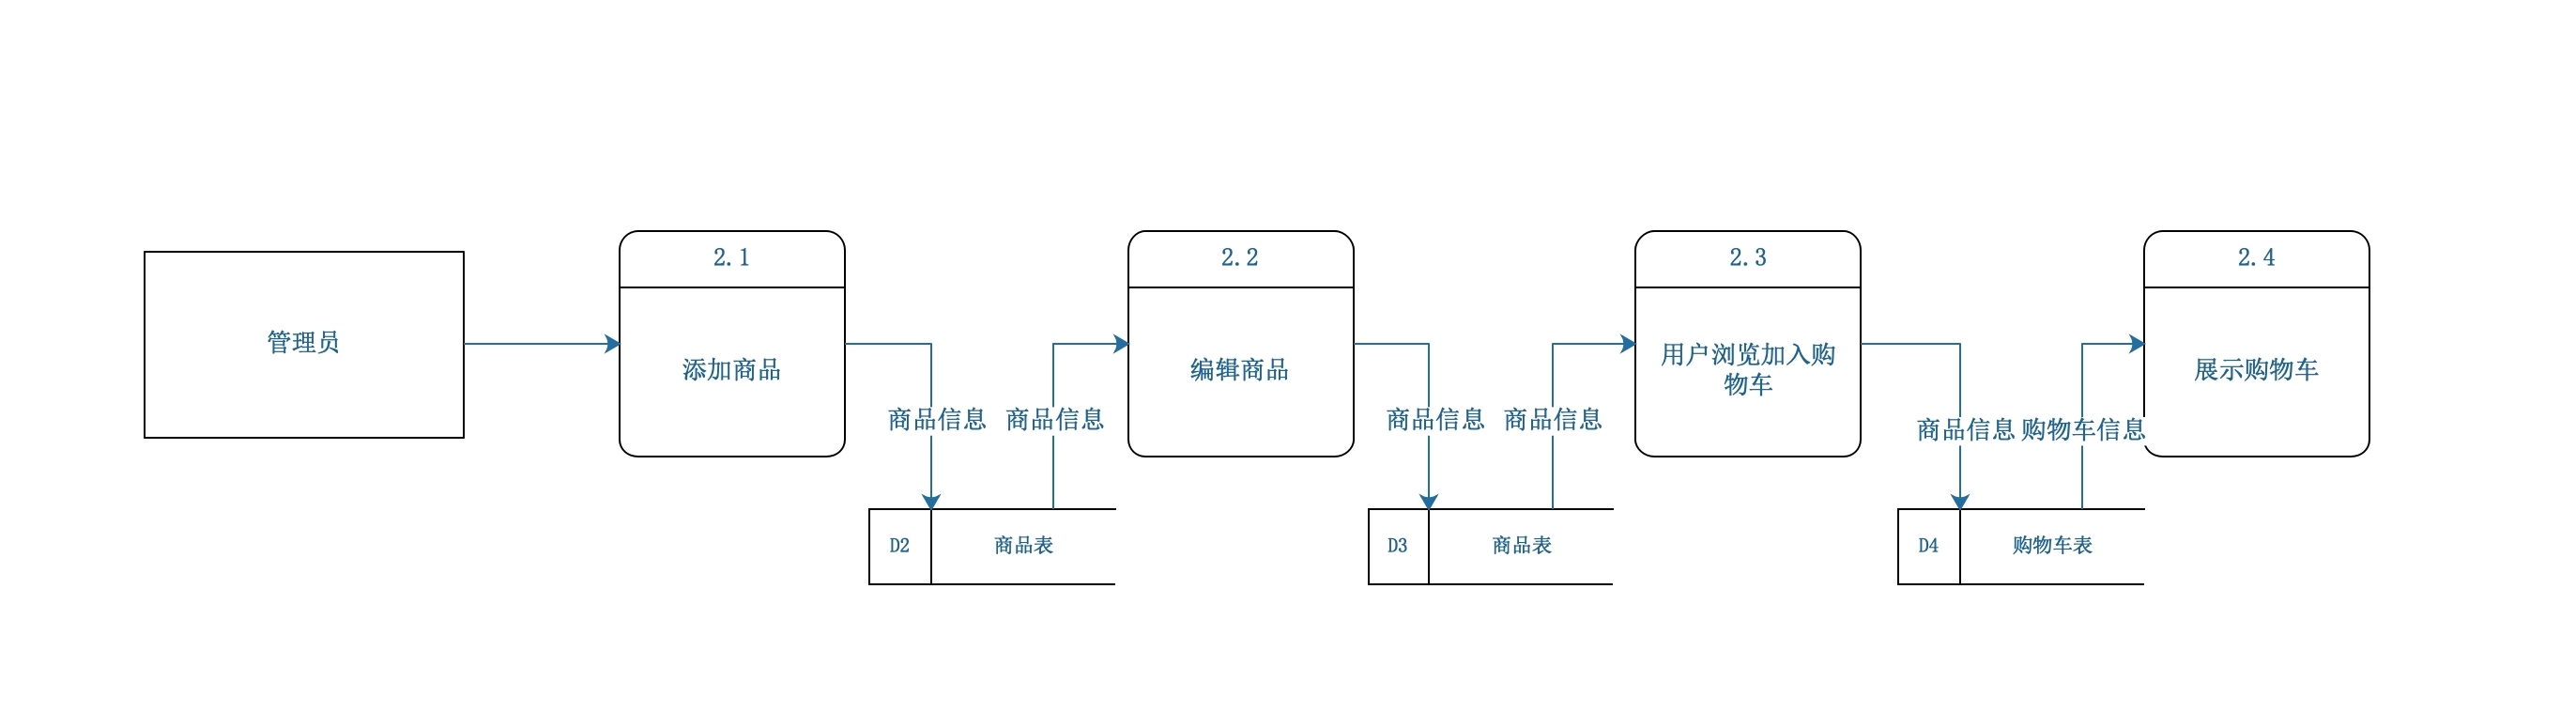 管理员
2.1
添加商品
商品信息
D2
商品表
商品信息
2.2
编辑商品
商品信息
D3
商品表
商品信息
2.3
用户浏览加入购
物车
商品信息
D4
购物车表
购物车信息
2.4
展示购物车